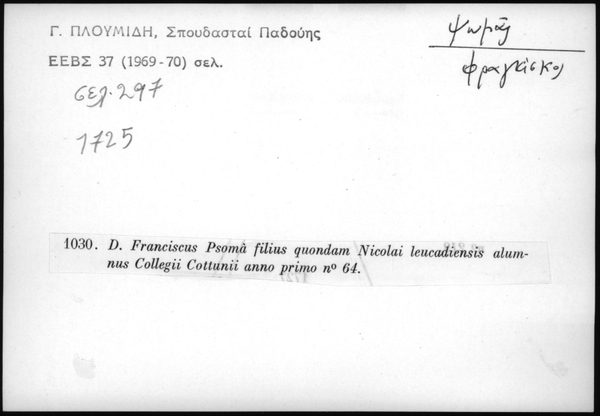 Γ. ΠΛΟΥΜΙΔΗ, Σπουδασταί Παδούης
ΕΕΒΣ 37 (1969-70) σελ.
σελ. 297
1725
Ψωμᾶς
Φραγκίσκος
1030. D. Franciscus Psomà filius quondam Nicolai leucadiensis alum-
nus Collegii Cottunii anno primo nº 64.